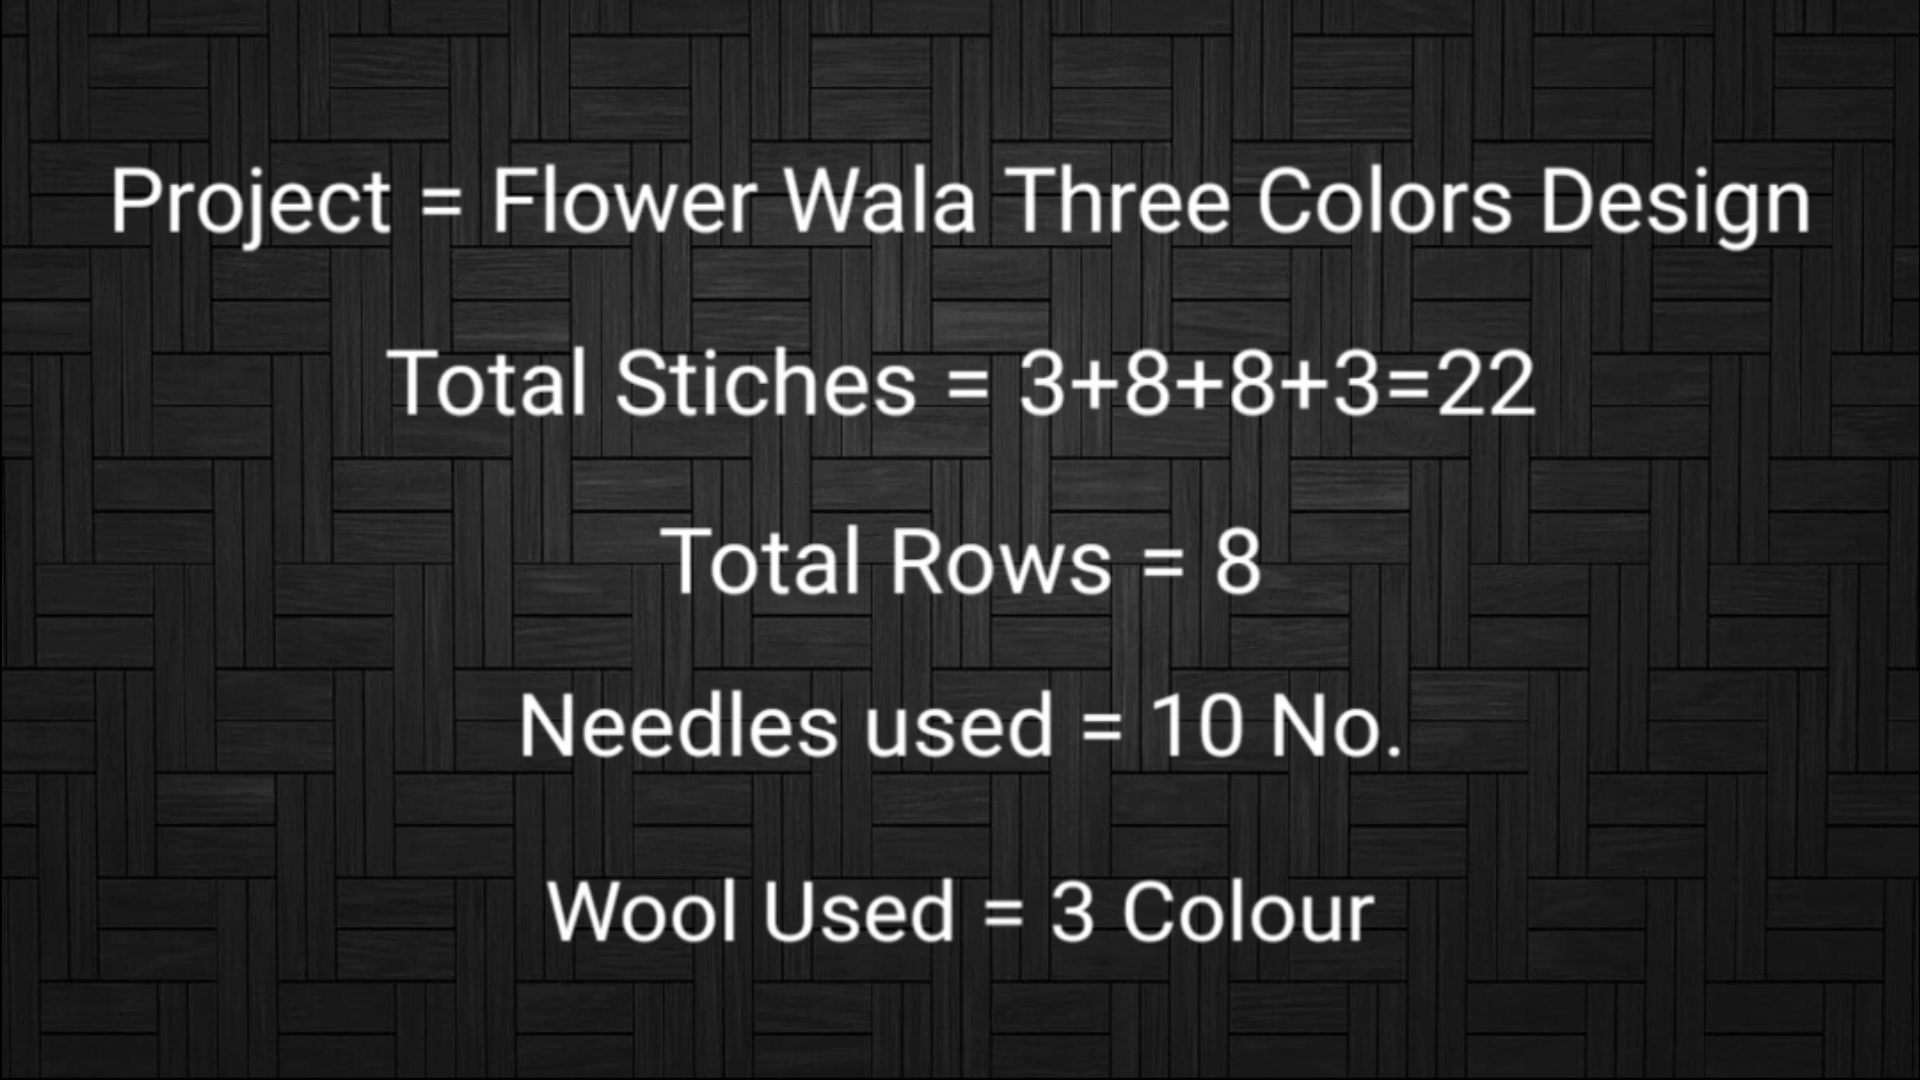 Project = Flower Wala Three Colors Design
Total Stiches = 3+8+8+3=22
Total Rows = 8
Needles used = 10 No.
Wool Used = 3 Colour